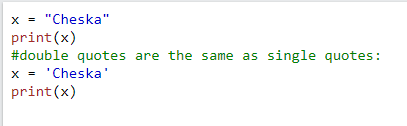 x = "Cheska"
print(x)
#double quotes are the same as single quotes:
x = 'Cheska'
print(x)